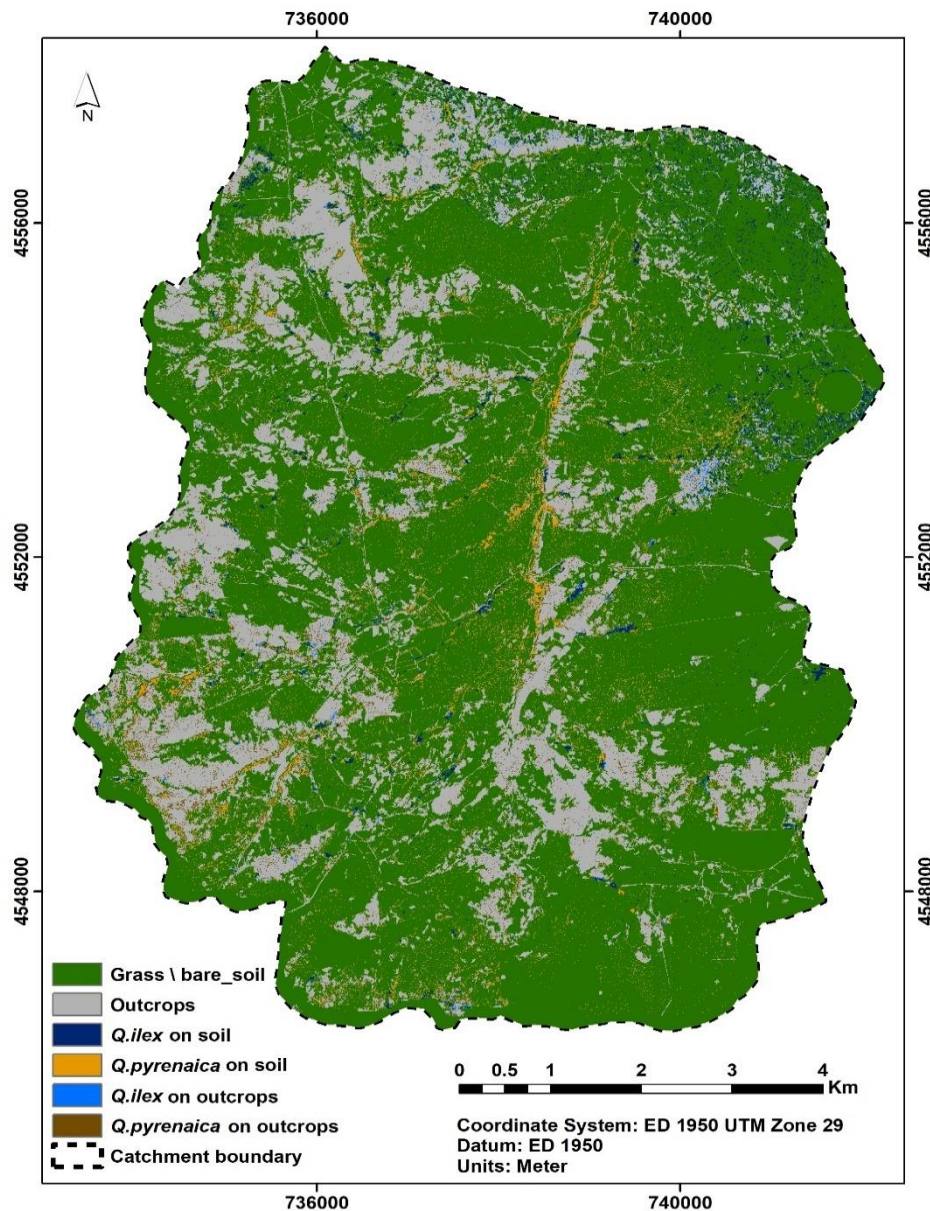 736000 740000
N
4556000 4556000
4552000 4552000
4548000 4548000
Grass \ bare_soil
Outcrops
Q.ilex on soil
Q.pyrenaica on soil
Q.ilex on outcrops
Q.pyrenaica on outcrops
Catchment boundary
0 0.5 1 2 3 4
Km
Coordinate System: ED 1950 UTM Zone 29
Datum: ED 1950
Units: Meter
736000 740000